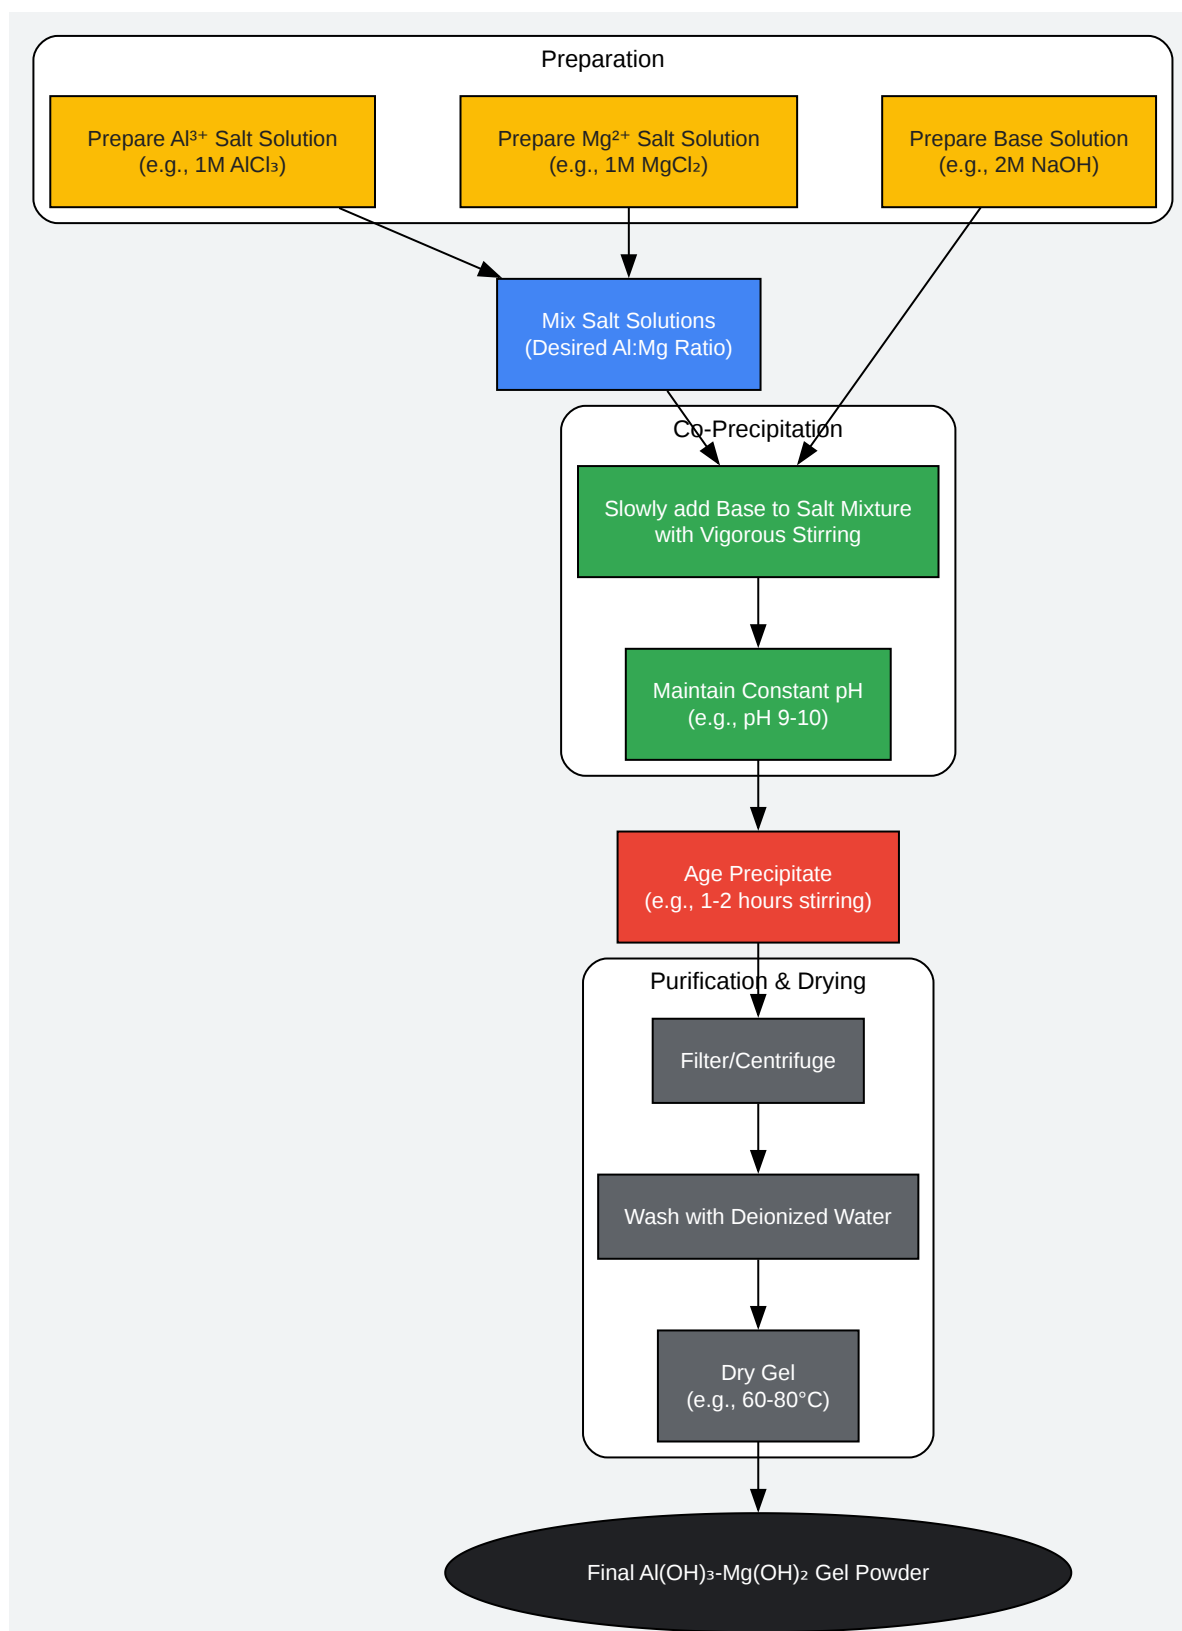 Preparation
Prepare Al³⁺ Salt Solution
(e.g., 1M AlCl₃)
Prepare Mg²⁺ Salt Solution
(e.g., 1M MgCl₂)
Prepare Base Solution
(e.g., 2M NaOH)
Mix Salt Solutions
(Desired Al:Mg Ratio)
Co-Precipitation
Slowly add Base to Salt Mixture
with Vigorous Stirring
Maintain Constant pH
(e.g., pH 9-10)
Age Precipitate
(e.g., 1-2 hours stirring)
Purification & Drying
Filter/Centrifuge
Wash with Deionized Water
Dry Gel
(e.g., 60-80°C)
Final Al(OH)₃-Mg(OH)₂ Gel Powder